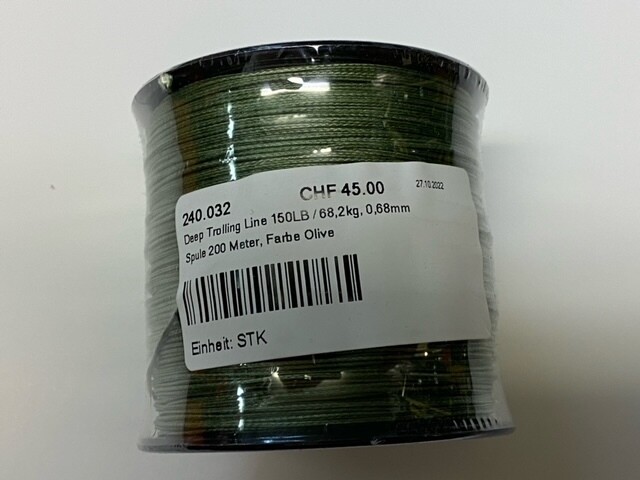 240.032 CHF 45.00 27.10.2022
Deep Trolling Line 150LB / 68,2kg, 0,68mm
Spule 200 Meter, Farbe Olive
Einheit: STK